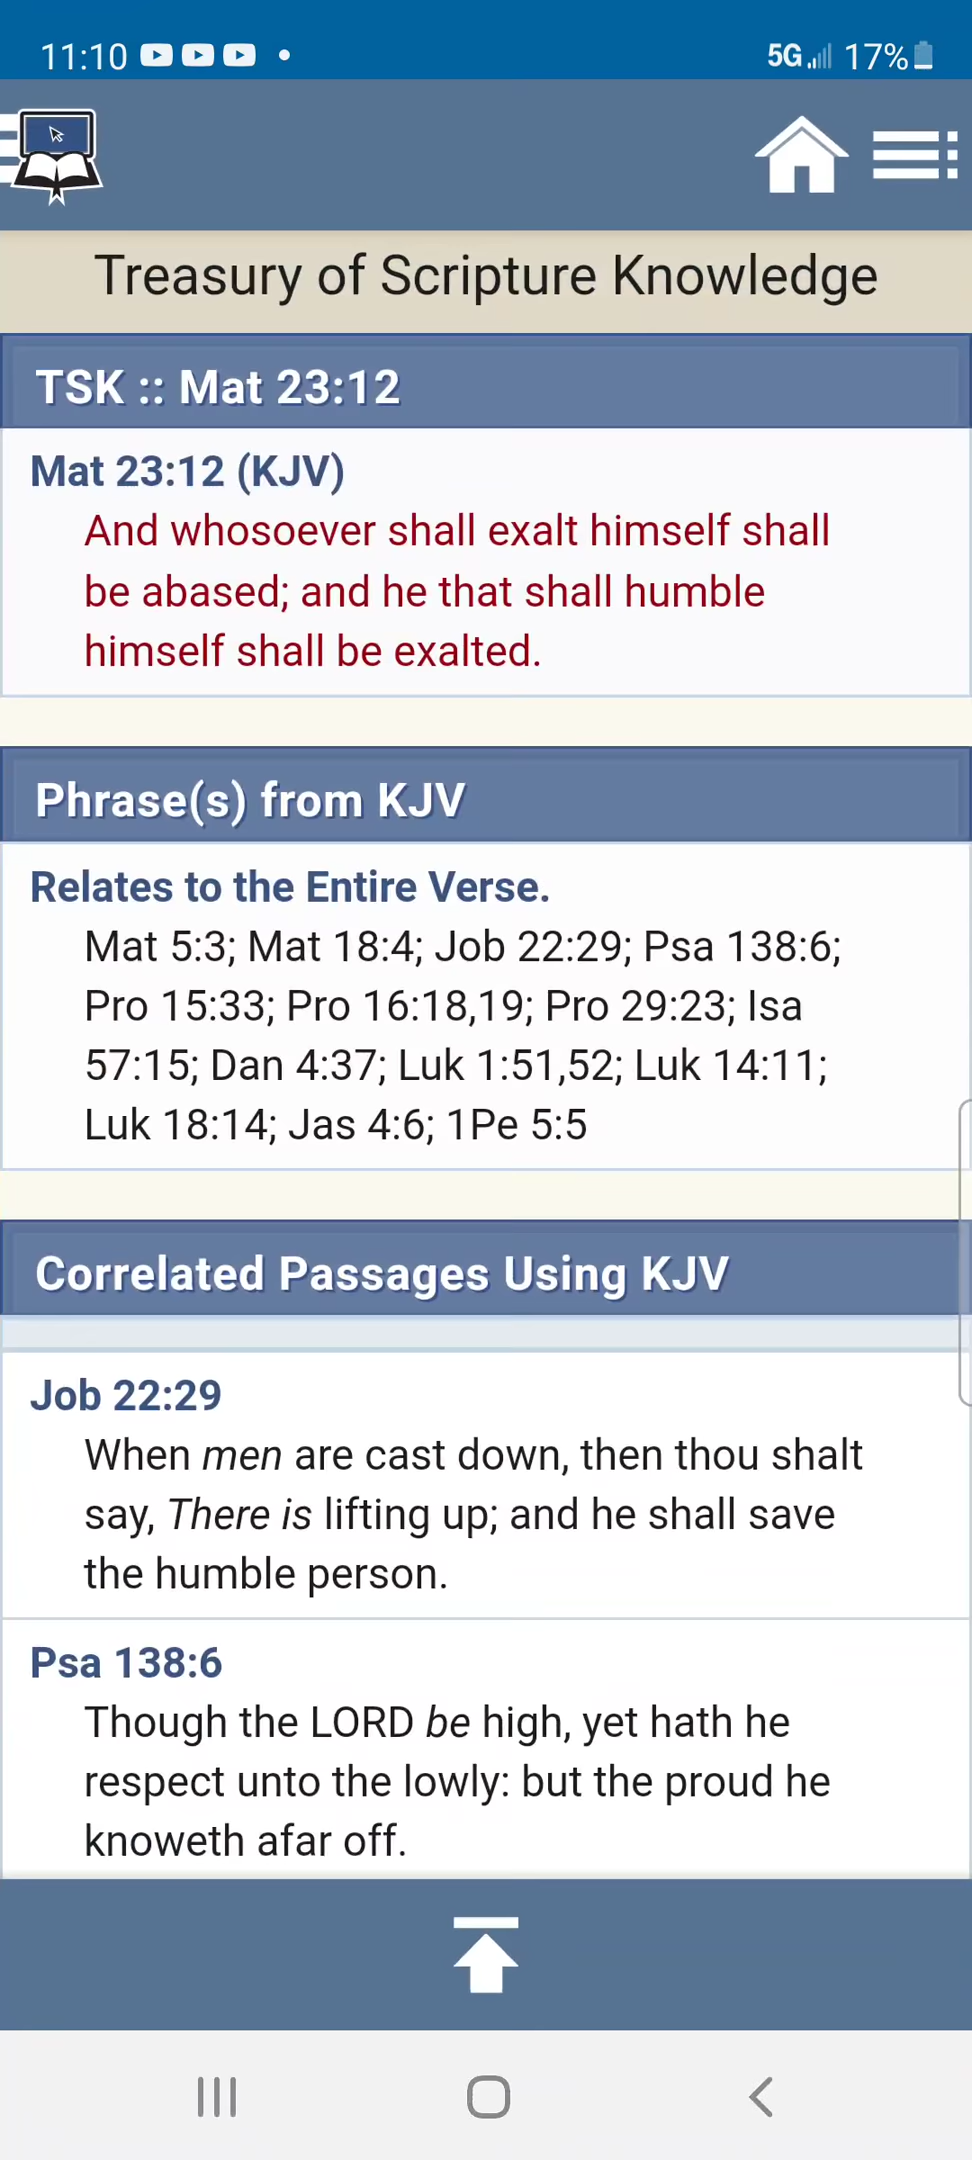 11:10
5G 17%
Treasury of Scripture Knowledge
TSK :: Mat 23:12
Mat 23:12 (KJV)
And whosoever shall exalt himself shall
be abased; and he that shall humble
himself shall be exalted.
Phrase(s) from KJV
Relates to the Entire Verse.
Mat 5:3; Mat 18:4; Job 22:29; Psa 138:6;
Pro 15:33; Pro 16:18,19; Pro 29:23; Isa
57:15; Dan 4:37; Luk 1:51,52; Luk 14:11;
Luk 18:14; Jas 4:6; 1Pe 5:5
Correlated Passages Using KJV
Job 22:29
When men are cast down, then thou shalt
say, There is lifting up; and he shall save
the humble person.
Psa 138:6
Though the LORD be high, yet hath he
respect unto the lowly: but the proud he
knoweth afar off.